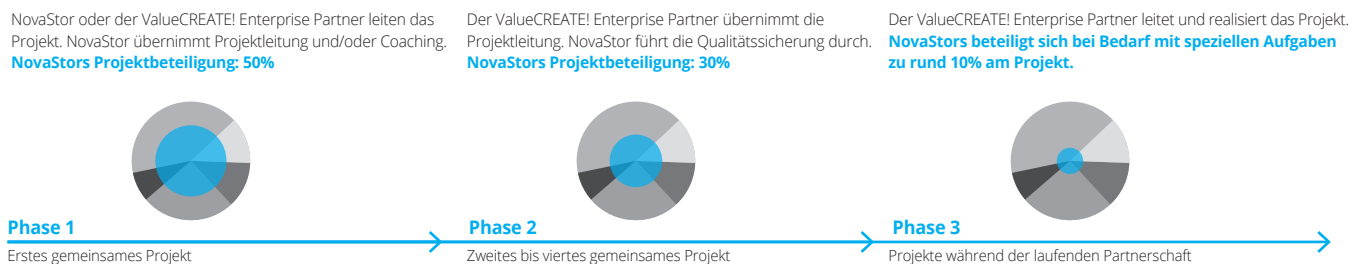 NovaStor oder der ValueCREATE! Enterprise Partner leiten das
Projekt. NovaStor übernimmt Projektleitung und/oder Coaching.
NovaStors Projektbeteiligung: 50%
Der ValueCREATE! Enterprise Partner übernimmt die
Projektleitung. NovaStor führt die Qualitätssicherung durch.
NovaStors Projektbeteiligung: 30%
Der ValueCREATE! Enterprise Partner leitet und realisiert das Projekt.
NovaStors beteiligt sich bei Bedarf mit speziellen Aufgaben
zu rund 10% am Projekt.
Phase 1
Erstes gemeinsames Projekt
Phase 2
Zweites bis viertes gemeinsames Projekt
Phase 3
Projekte während der laufenden Partnerschaft